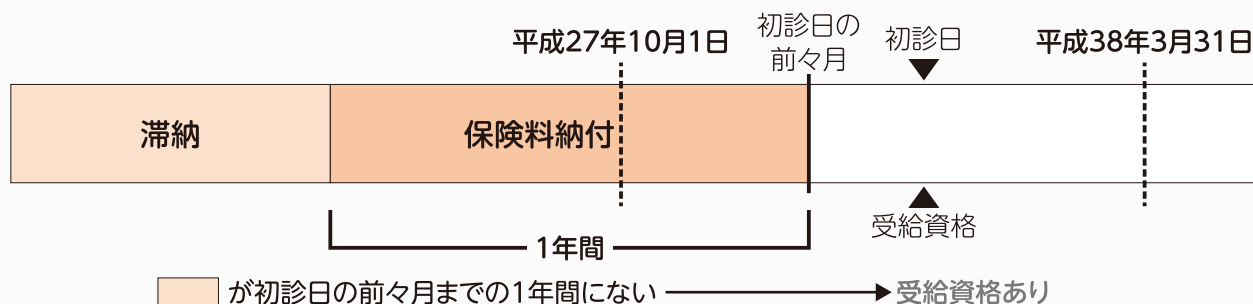 平成27年10月1日
初診日の
前々月
初診日
平成38年3月31日
滞納
保険料納付
受給資格
1年間
が初診日の前々月までの1年間にない
受給資格あり